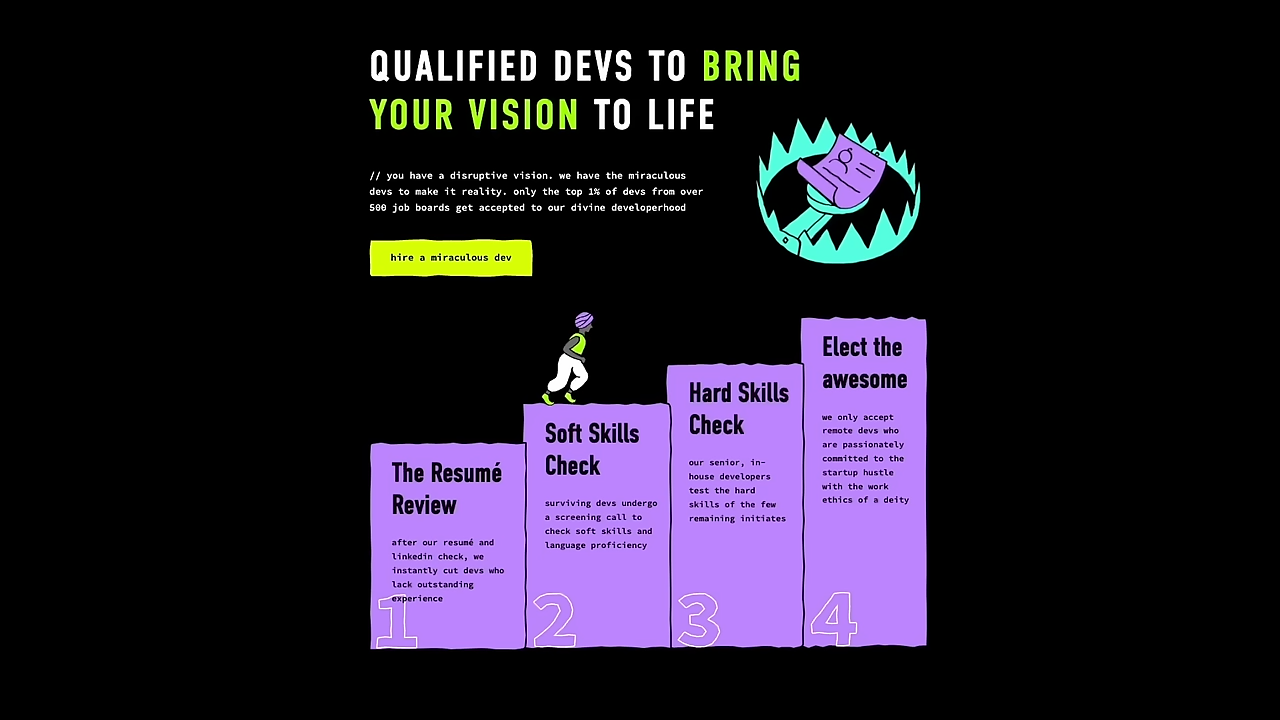 QUALIFIED DEVS TO BRING
YOUR VISION TO LIFE
// you have a disruptive vision. we have the miraculous
devs to make it reality. only the top 1% of devs from over
500 job boards get accepted to our divine developerhood
hire a miraculous dev
The Resumé
Review
after our resumé and
linkedin check, we
instantly cut devs who
lack outstanding
experience
1
Soft Skills
Check
surviving devs undergo
a screening call to
check soft skills and
language proficiency
2
Hard Skills
Check
our senior, in-
house developers
test the hard
skills of the few
remaining initiates
3
Elect the
awesome
we only accept
remote devs who
are passionately
committed to the
startup hustle
with the work
ethics of a deity
4